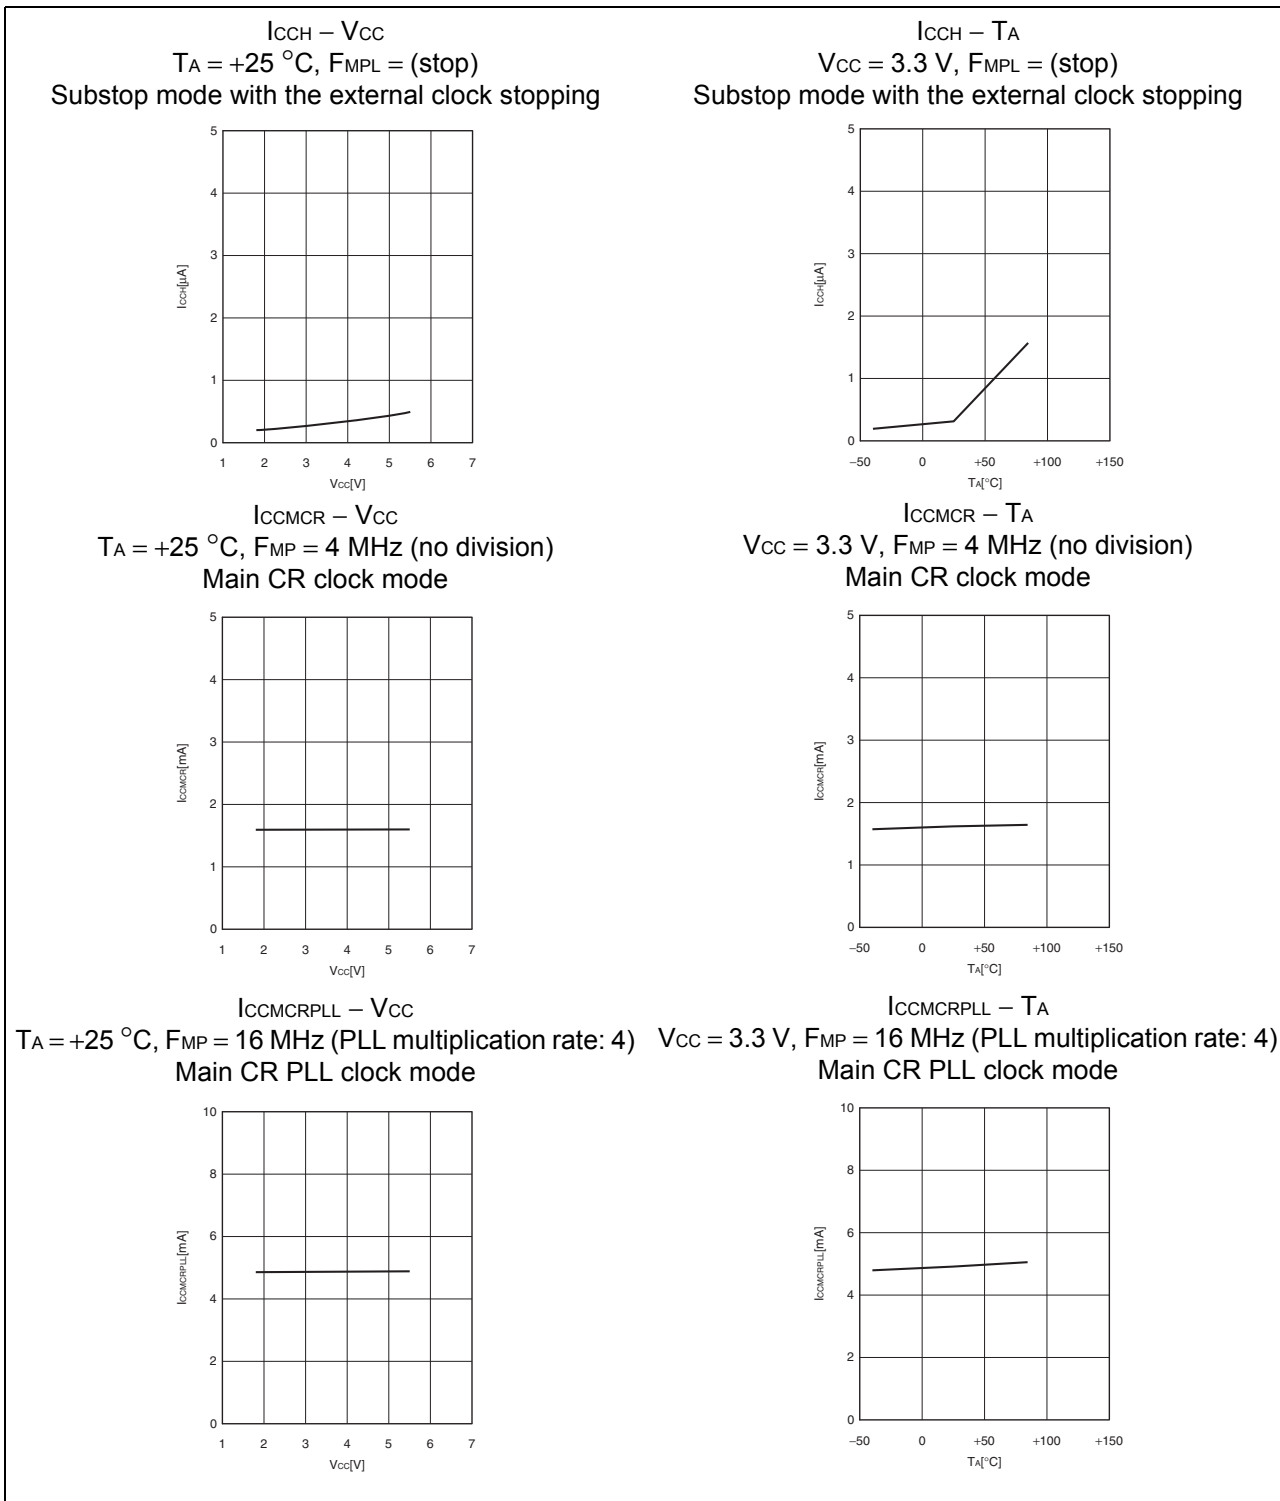 ICCH – VCC
TA = +25 °C, FMPL = (stop)
Substop mode with the external clock stopping
5
4
3
2
1
0
ICCH[µA]
1 2 3 4 5 6 7
VCC[V]
ICCH – TA
VCC = 3.3 V, FMPL = (stop)
Substop mode with the external clock stopping
5
4
3
2
1
0
ICCH[µA]
−50 0 +50 +100 +150
TA[°C]
ICCMCR – VCC
TA = +25 °C, FMP = 4 MHz (no division)
Main CR clock mode
5
4
3
2
1
0
ICCMCR[mA]
1 2 3 4 5 6 7
VCC[V]
ICCMCR – TA
VCC = 3.3 V, FMP = 4 MHz (no division)
Main CR clock mode
5
4
3
2
1
0
ICCMCR[mA]
−50 0 +50 +100 +150
TA[°C]
ICCMCRPLL – VCC
TA = +25 °C, FMP = 16 MHz (PLL multiplication rate: 4)
Main CR PLL clock mode
10
8
6
4
2
0
ICCMCRPLL[mA]
1 2 3 4 5 6 7
VCC[V]
ICCMCRPLL – TA
VCC = 3.3 V, FMP = 16 MHz (PLL multiplication rate: 4)
Main CR PLL clock mode
10
8
6
4
2
0
ICCMCRPLL[mA]
−50 0 +50 +100 +150
TA[°C]